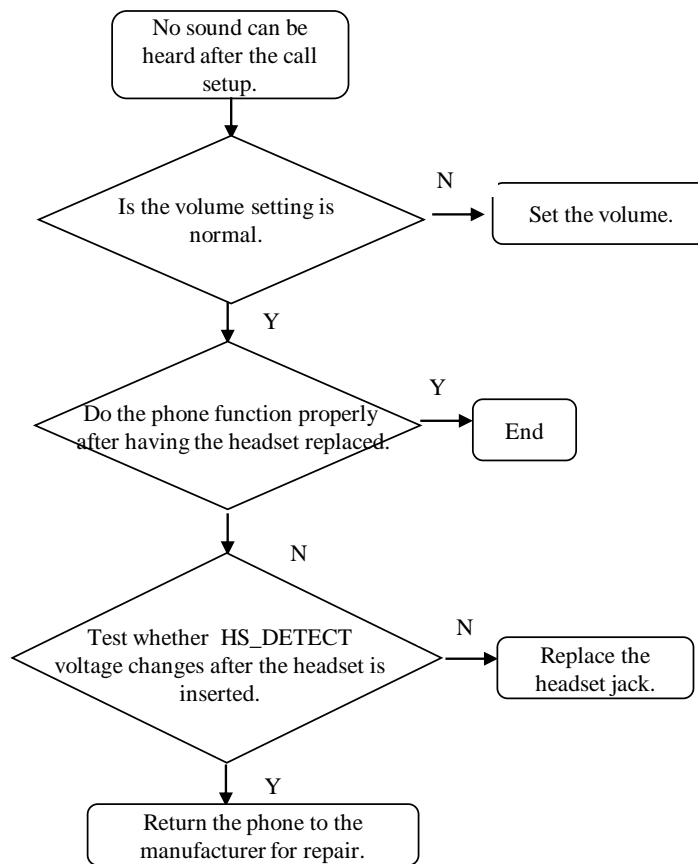 No sound can be
heard after the call
setup.
N
Is the volume setting is
normal.
Set the volume.
Y
Y
Do the phone function properly
after having the headset replaced.
End
N
N
Test whether HS_DETECT
voltage changes after the headset is
inserted.
Replace the
headset jack.
Y
Return the phone to the
manufacturer for repair.